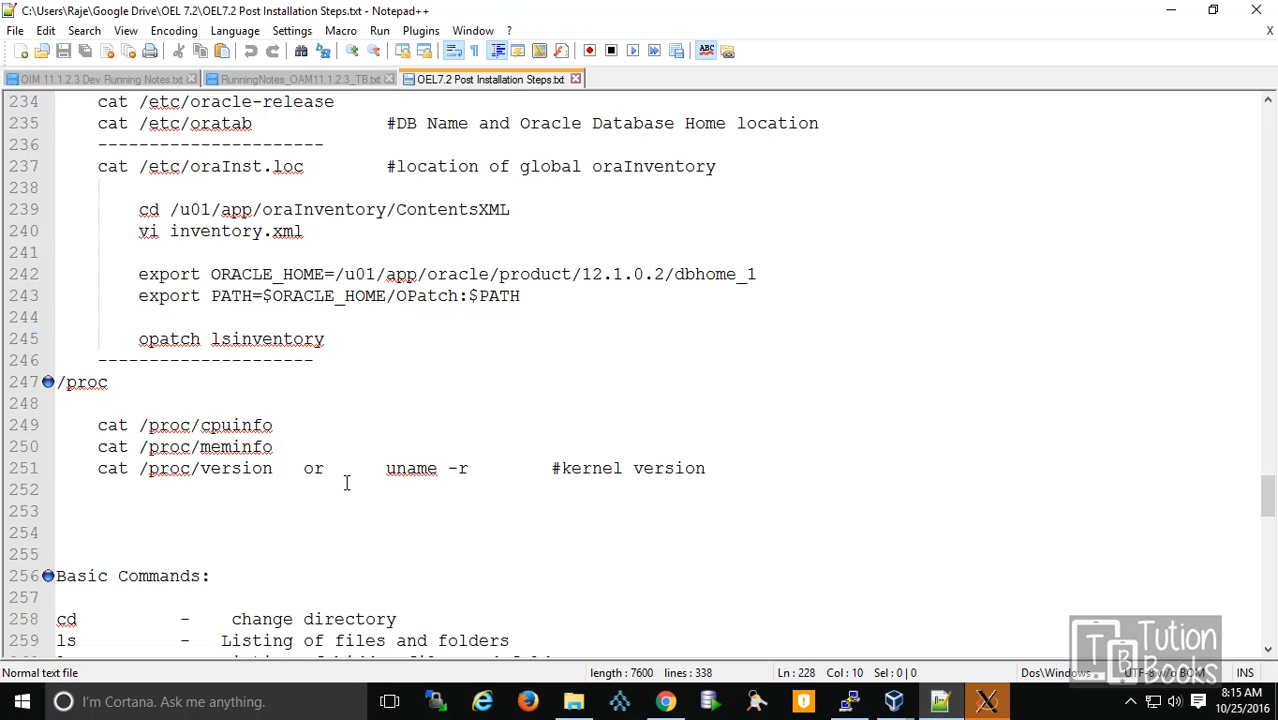 C:\Users\Raje\Google Drive\OEL 7.2\OEL7.2 Post Installation Steps.txt - Notepad++
File Edit Search View Encoding Language Settings Macro Run Plugins Window ? X
OIM 11.1.2.3 Dev Running Notes.txt RunningNotes_OAM11.1.2.3_TB.txt OEL7.2 Post Installation Steps.txt
234 cat /etc/oracle-release
235 cat /etc/oratab #DB Name and Oracle Database Home location
236 ----------------------
237 cat /etc/oraInst.loc #location of global oraInventory
238
239 cd /u01/app/oraInventory/ContentsXML
240 vi inventory.xml
241
242 export ORACLE_HOME=/u01/app/oracle/product/12.1.0.2/dbhome_1
243 export PATH=$ORACLE_HOME/OPatch:$PATH
244
245 opatch lsinventory
246 ---------------------
247 /proc
248
249 cat /proc/cpuinfo
250 cat /proc/meminfo
251 cat /proc/version or uname -r #kernel version
252
253
254
255
256 Basic Commands:
257
258 cd - change directory
259 ls - Listing of files and folders
Tution
Books
Normal text file length : 7600 lines : 338 Ln : 228 Col : 10 Sel : 0 | 0 Dos\Windows UTF-8 w/o BOM INS
I'm Cortana. Ask me anything.
8:15 AM
10/25/2016